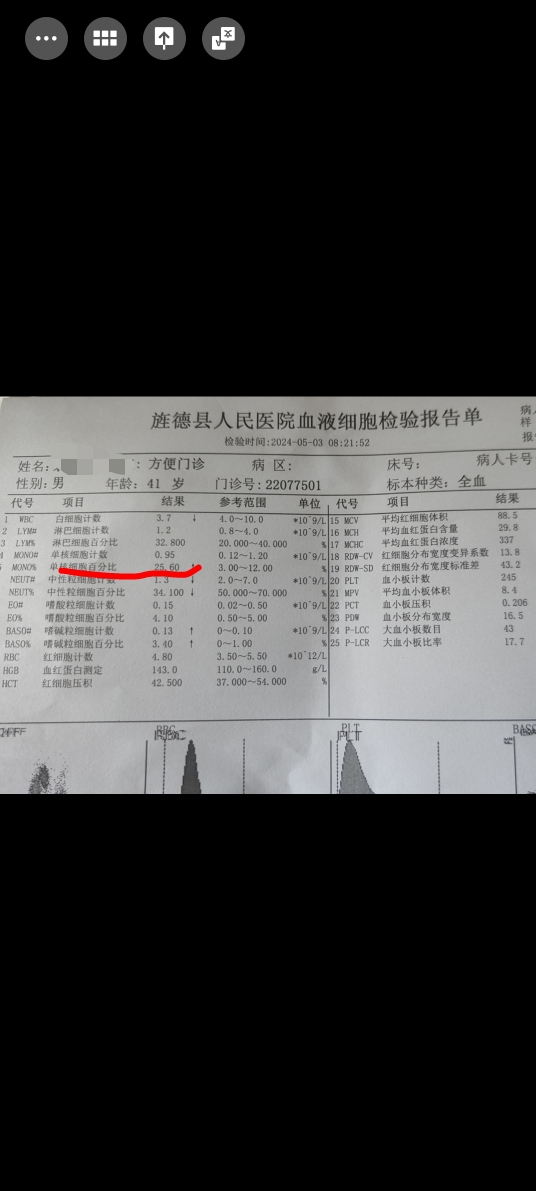 旌德县人民医院血液细胞检验报告单
病人
样
报告
检验时间:2024-05-03 08:21:52
姓名: 方便门诊 病 区: 床号: 病人卡号:
性别:男 年龄: 41 岁 门诊号: 22077501 标本种类:全血
代号 项目 结果 参考范围 单位 代号 项目 结果
1 WBC 白细胞计数 3.7 ↓ 4.0~10.0 *10^9/L 15 MCV 平均红细胞体积 88.5
2 LYM# 淋巴细胞计数 1.2 0.8~4.0 *10^9/L 16 MCH 平均血红蛋白含量 29.8
3 LYM% 淋巴细胞百分比 32.800 20.000~40.000 % 17 MCHC 平均血红蛋白浓度 337
4 MONO# 单核细胞计数 0.95 0.12~1.20 *10^9/L 18 RDW-CV 红细胞分布宽度变异系数 13.8
5 MONO% 单核细胞百分比 25.60 ↑ 3.00~12.00 % 19 RDW-SD 红细胞分布宽度标准差 43.2
NEUT# 中性粒细胞计数 1.3 ↓ 2.0~7.0 *10^9/L 20 PLT 血小板计数 245
NEUT% 中性粒细胞百分比 34.100 ↓ 50.000~70.000 % 21 MPV 平均血小板体积 8.4
EO# 嗜酸粒细胞计数 0.15 0.02~0.50 *10^9/L 22 PCT 血小板压积 0.206
EO% 嗜酸粒细胞百分比 4.10 0.50~5.00 % 23 PDW 血小板分布宽度 16.5
BASO# 嗜碱粒细胞计数 0.13 ↑ 0~0.10 *10^9/L 24 P-LCC 大血小板数目 43
BASO% 嗜碱粒细胞百分比 3.40 ↑ 0~1.00 % 25 P-LCR 大血小板比率 17.7
RBC 红细胞计数 4.80 3.50~5.50 *10^12/L
HGB 血红蛋白测定 143.0 110.0~160.0 g/L
HCT 红细胞压积 42.500 37.000~54.000 %
RBC PLT BASO